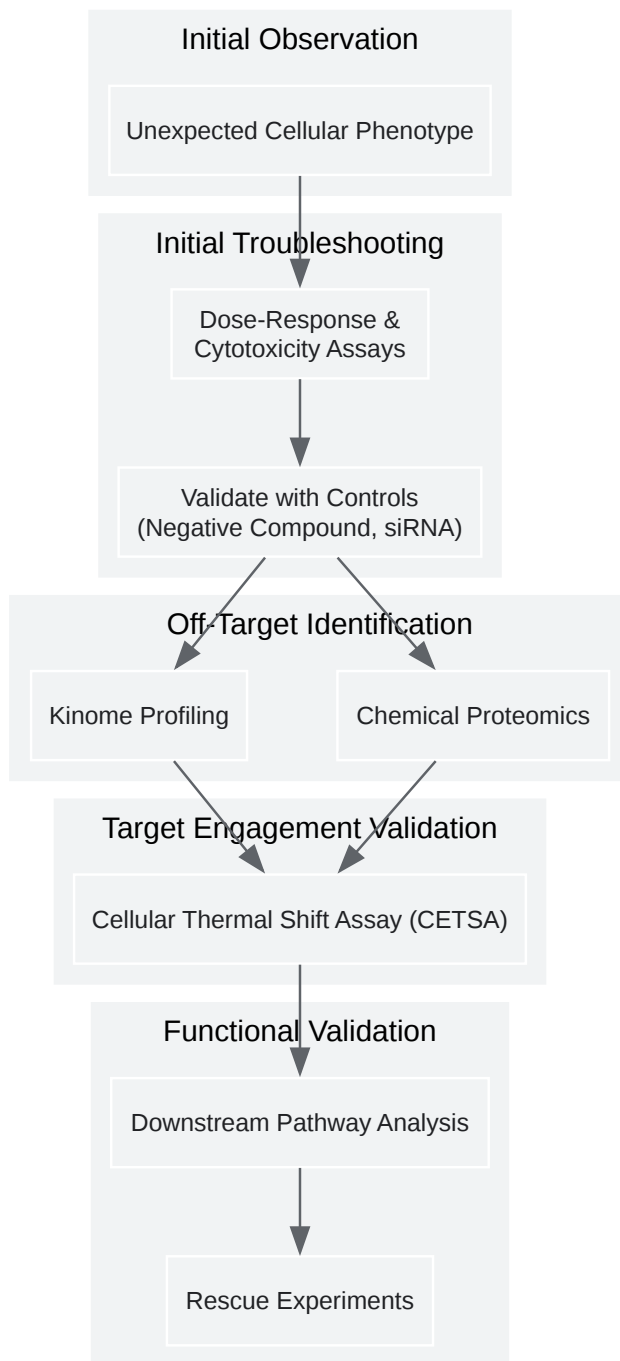 Initial Observation
Unexpected Cellular Phenotype
Initial Troubleshooting
Dose-Response &
Cytotoxicity Assays
Validate with Controls
(Negative Compound, siRNA)
Off-Target Identification
Kinome Profiling
Chemical Proteomics
Target Engagement Validation
Cellular Thermal Shift Assay (CETSA)
Functional Validation
Downstream Pathway Analysis
Rescue Experiments